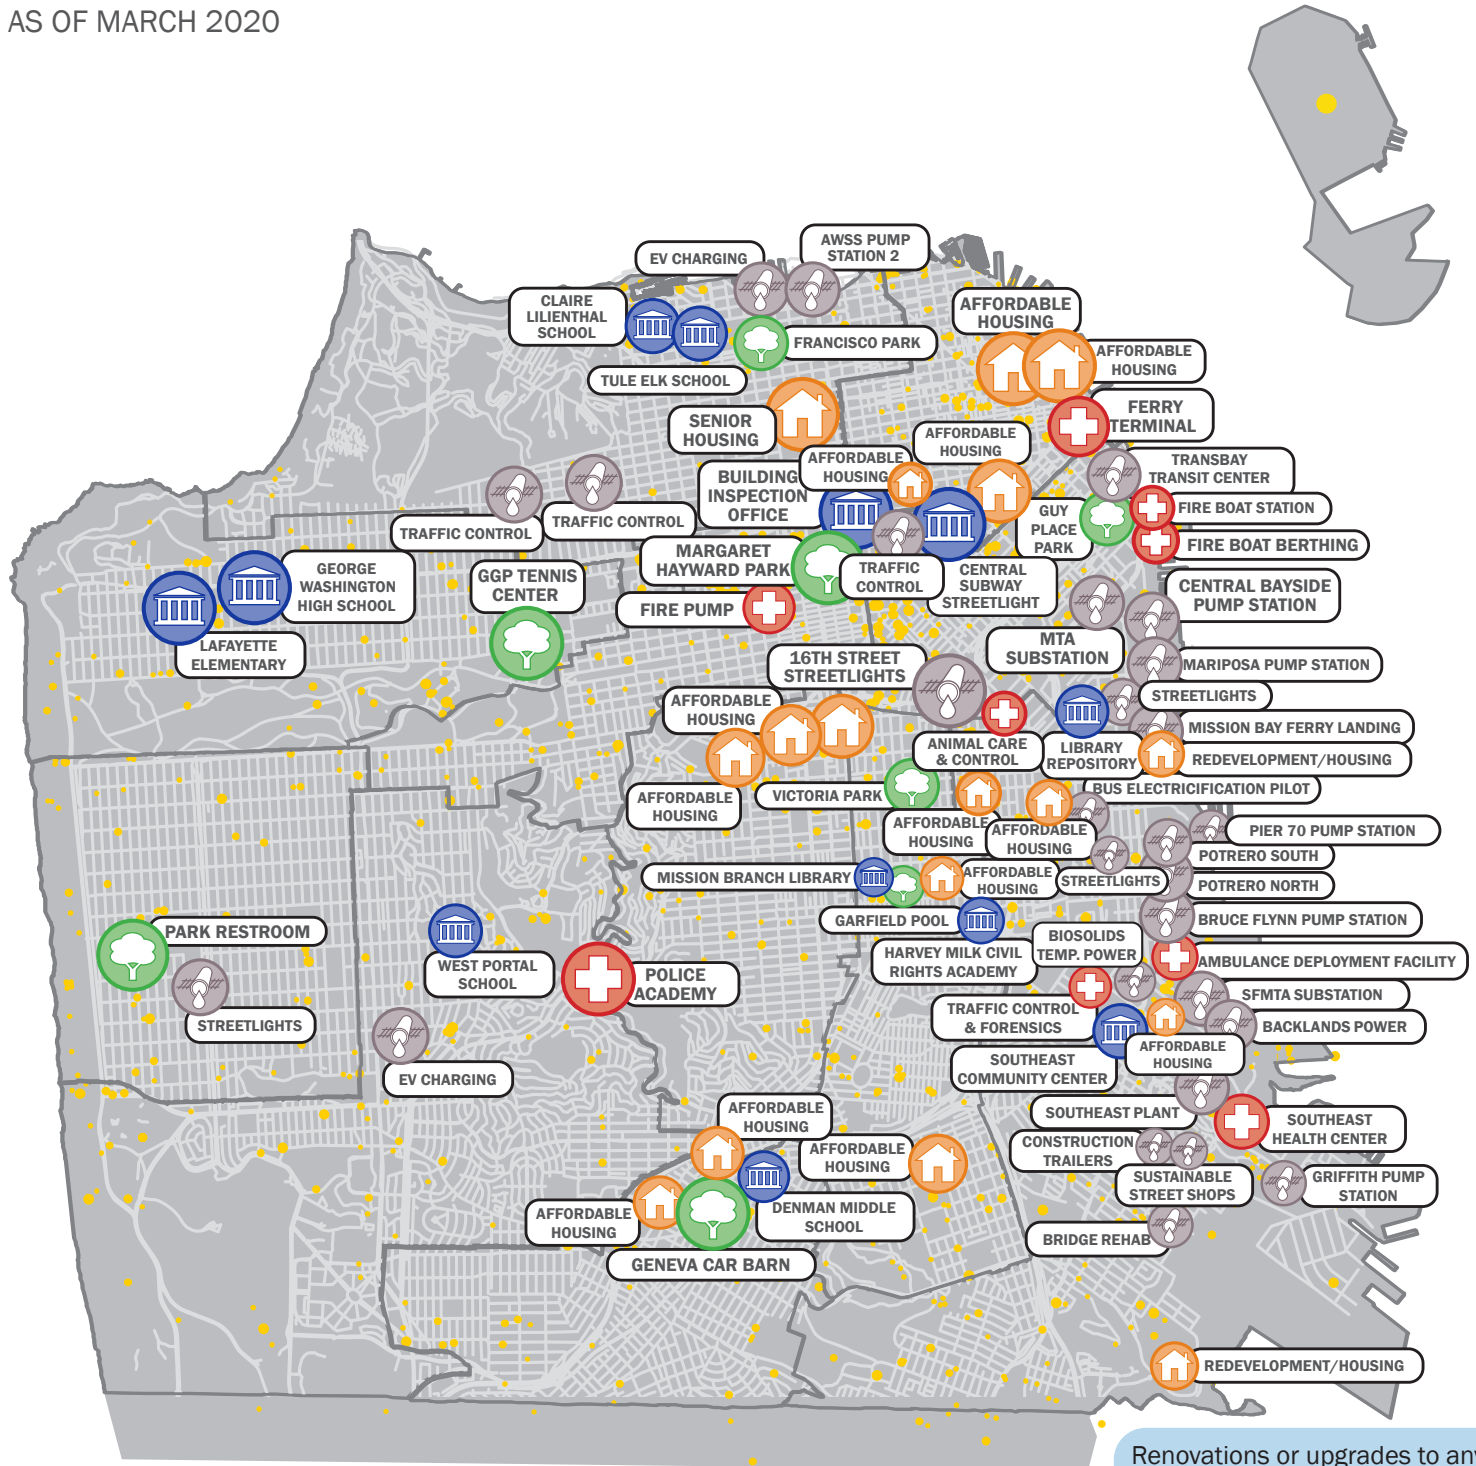 AS OF MARCH 2020
EV CHARGING
AWSS PUMP
STATION 2
CLAIRE
LILIENTHAL
SCHOOL
FRANCISCO PARK
TULE ELK SCHOOL
AFFORDABLE
HOUSING
AFFORDABLE
HOUSING
FERRY
TERMINAL
SENIOR
HOUSING
AFFORDABLE
HOUSING
AFFORDABLE
HOUSING
BUILDING
INSPECTION
OFFICE
TRANSBAY
TRANSIT CENTER
FIRE BOAT STATION
FIRE BOAT BERTHING
GUY
PLACE
PARK
TRAFFIC CONTROL
TRAFFIC CONTROL
MARGARET
HAYWARD PARK
TRAFFIC
CONTROL
CENTRAL
SUBWAY
STREETLIGHT
GEORGE
WASHINGTON
HIGH SCHOOL
LAFAYETTE
ELEMENTARY
GGP TENNIS
CENTER
FIRE PUMP
CENTRAL BAYSIDE
PUMP STATION
MTA
SUBSTATION
16TH STREET
STREETLIGHTS
MARIPOSA PUMP STATION
STREETLIGHTS
AFFORDABLE
HOUSING
MISSION BAY FERRY LANDING
ANIMAL CARE
& CONTROL
LIBRARY
REPOSITORY
REDEVELOPMENT/HOUSING
AFFORDABLE
HOUSING
VICTORIA PARK
BUS ELECTRICIFICATION PILOT
AFFORDABLE
HOUSING
AFFORDABLE
HOUSING
PIER 70 PUMP STATION
POTRERO SOUTH
POTRERO NORTH
MISSION BRANCH LIBRARY
AFFORDABLE
HOUSING
STREETLIGHTS
GARFIELD POOL
BRUCE FLYNN PUMP STATION
HARVEY MILK CIVIL
RIGHTS ACADEMY
BIOSOLIDS
TEMP. POWER
PARK RESTROOM
STREETLIGHTS
WEST PORTAL
SCHOOL
POLICE
ACADEMY
AMBULANCE DEPLOYMENT FACILITY
SFMTA SUBSTATION
BACKLANDS POWER
TRAFFIC CONTROL
& FORENSICS
AFFORDABLE
HOUSING
SOUTHEAST
COMMUNITY CENTER
EV CHARGING
SOUTHEAST PLANT
SOUTHEAST
HEALTH CENTER
AFFORDABLE
HOUSING
AFFORDABLE
HOUSING
CONSTRUCTION
TRAILERS
SUSTAINABLE
STREET SHOPS
GRIFFITH PUMP
STATION
AFFORDABLE
HOUSING
DENMAN MIDDLE
SCHOOL
BRIDGE REHAB
GENEVA CAR BARN
REDEVELOPMENT/HOUSING
Renovations or upgrades to any